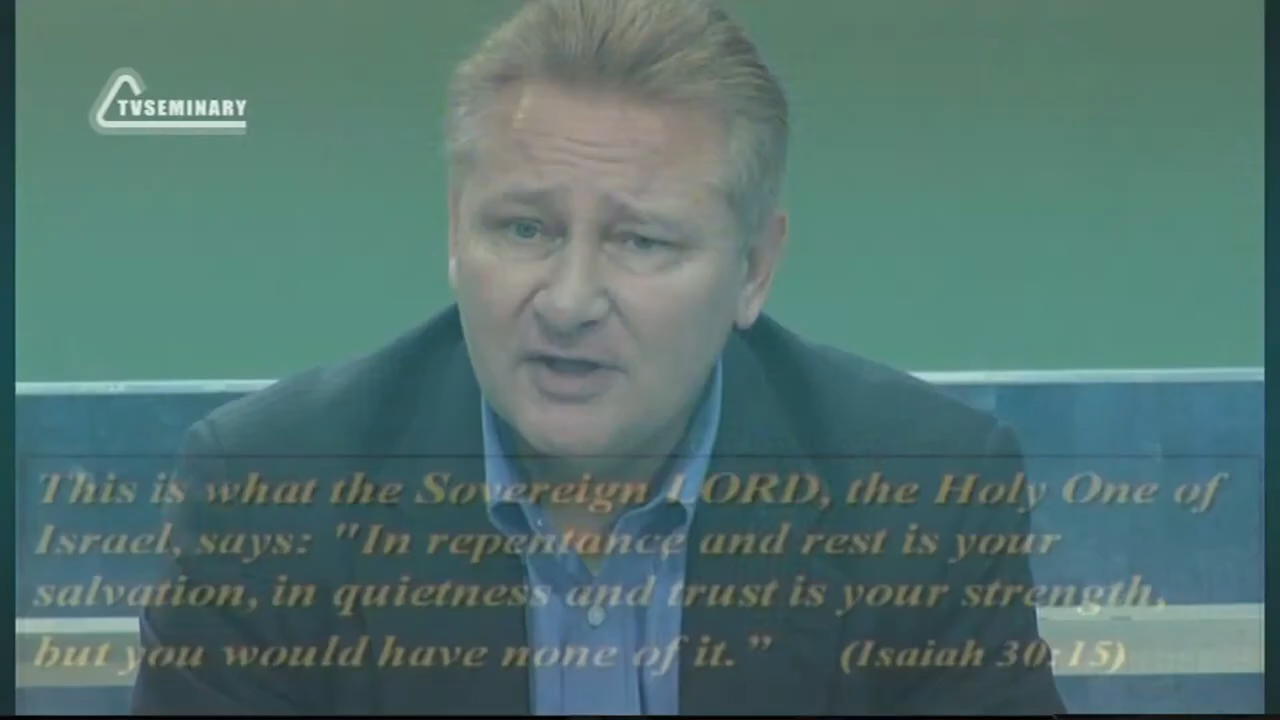 TVSEMINARY
This is what the Sovereign LORD, the Holy One of
Israel, says: "In repentance and rest is your
salvation, in quietness and trust is your strength,
but you would have none of it.” (Isaiah 30:15)